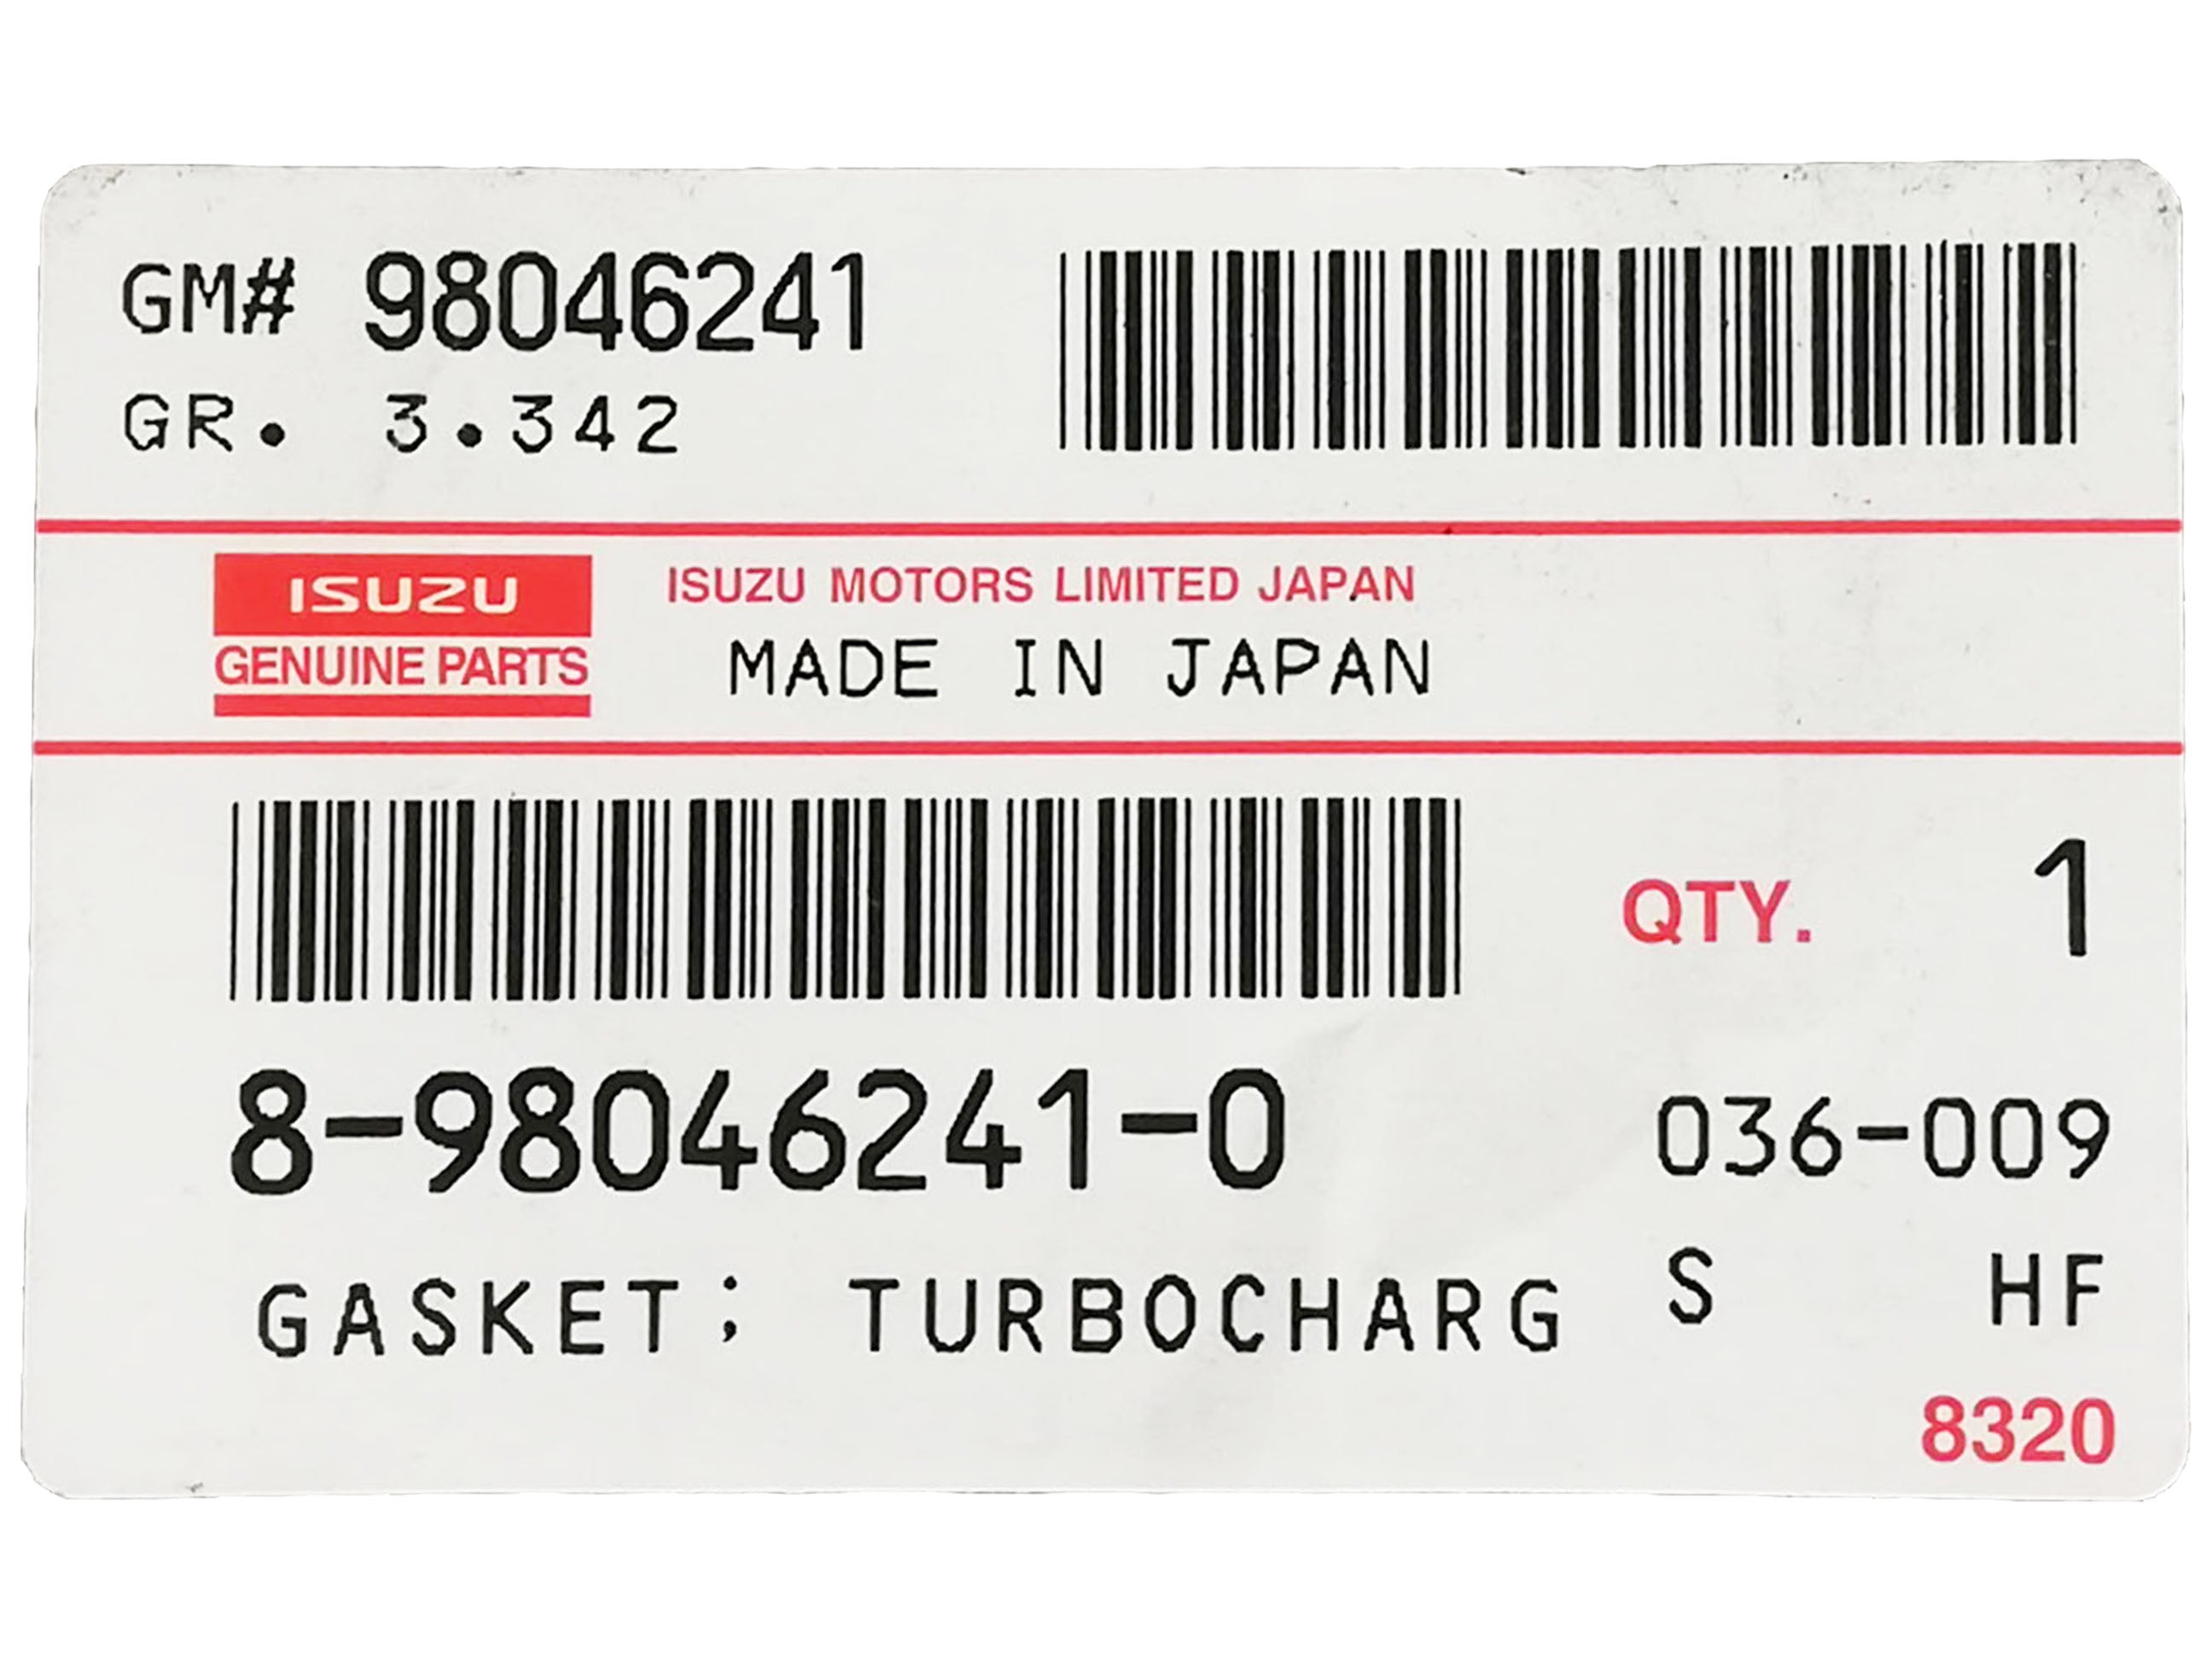 GM# 98046241
GR. 3.342
ISUZU
GENUINE PARTS
ISUZU MOTORS LIMITED JAPAN
MADE IN JAPAN
QTY. 1
8-98046241-0
036-009
GASKET; TURBOCHARG
S HF
8320